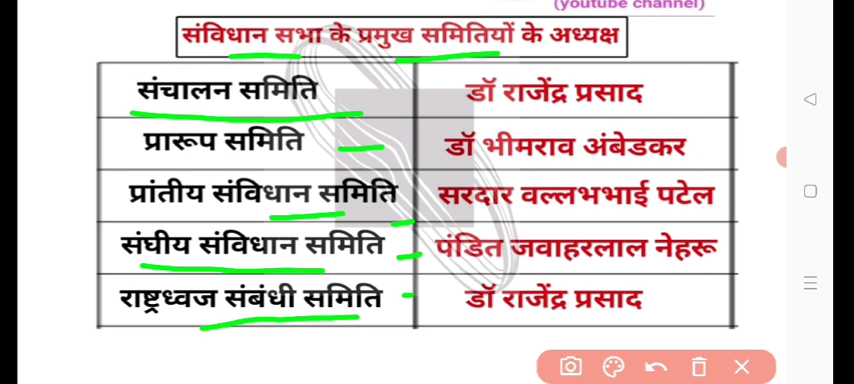 (youtube channel)
संविधान सभा के प्रमुख समितियों के अध्यक्ष
संचालन समिति डॉ राजेंद्र प्रसाद
प्रारूप समिति डॉ भीमराव अंबेडकर
प्रांतीय संविधान समिति सरदार वल्लभभाई पटेल
संघीय संविधान समिति पंडित जवाहरलाल नेहरू
राष्ट्रध्वज संबंधी समिति डॉ राजेंद्र प्रसाद